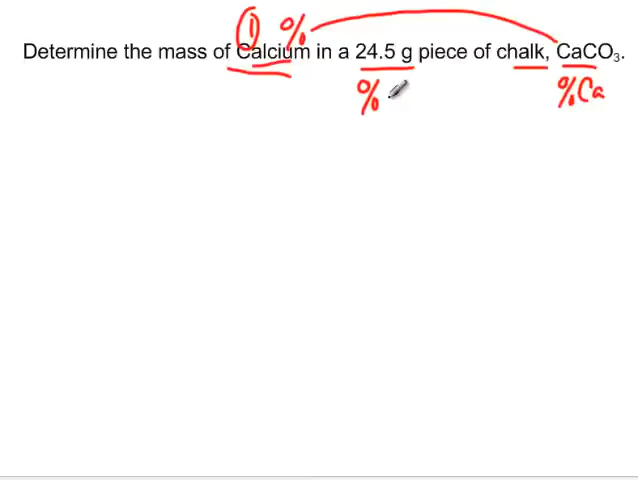 ① %
Determine the mass of Calcium in a 24.5 g piece of chalk, CaCO₃.
% %Ca